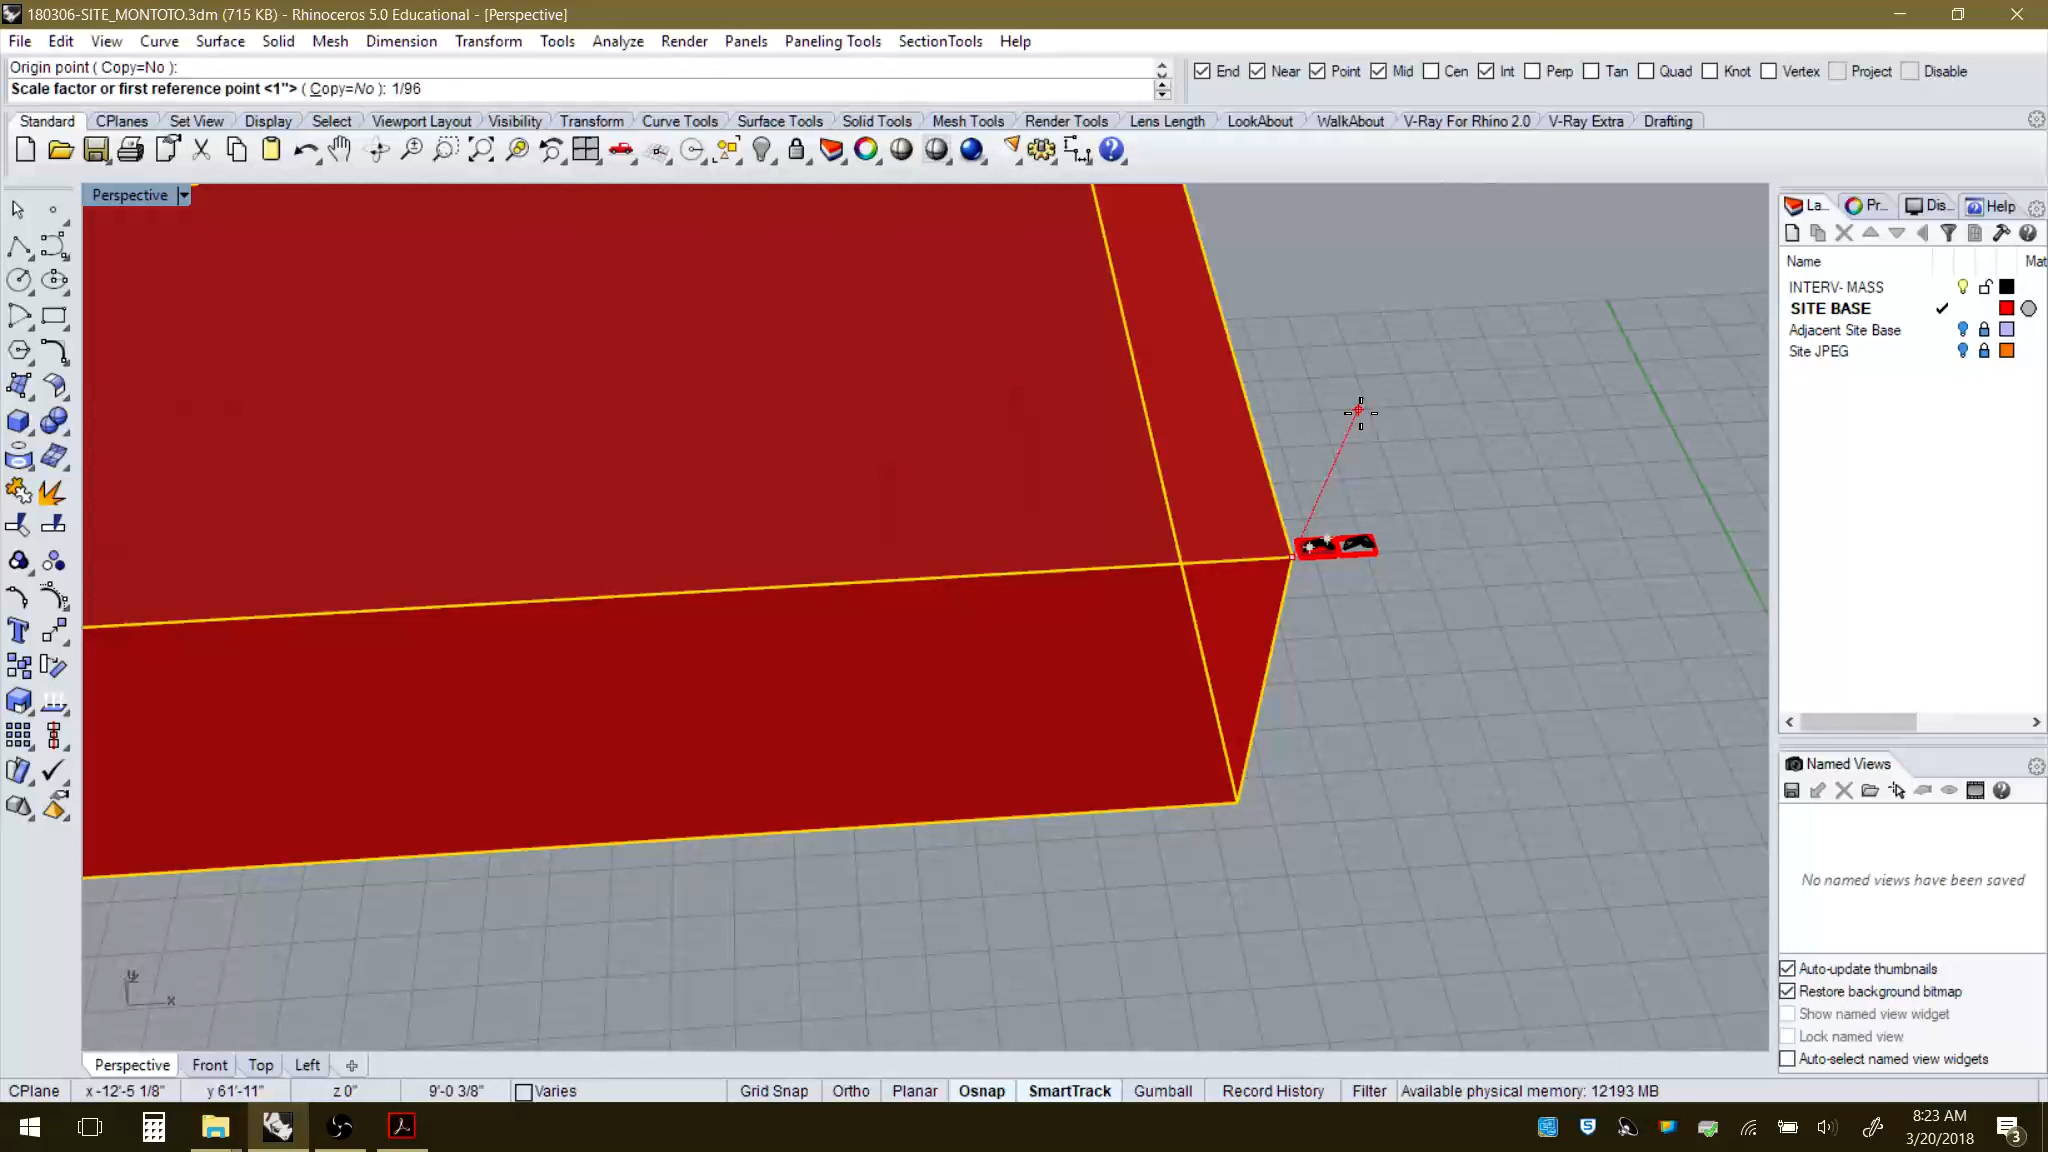 180306-SITE_MONTOTO.3dm (715 KB) - Rhinoceros 5.0 Educational - [Perspective]
File Edit View Curve Surface Solid Mesh Dimension Transform Tools Analyze Render Panels Paneling Tools SectionTools Help
Origin point ( Copy=No ):
Scale factor or first reference point <1"> ( Copy=No ): 1/96
End Near Point Mid Cen Int Perp Tan Quad Knot Vertex Project Disable
Standard CPlanes Set View Display Select Viewport Layout Visibility Transform Curve Tools Surface Tools Solid Tools Mesh Tools Render Tools Lens Length LookAbout WalkAbout V-Ray For Rhino 2.0 V-Ray Extra Drafting
Perspective
La... Pr... Dis... Help
Name Mat
INTERV- MASS
SITE BASE
Adjacent Site Base
Site JPEG
Named Views
No named views have been saved
Auto-update thumbnails
Restore background bitmap
Show named view widget
Lock named view
Auto-select named view widgets
y
x
Perspective Front Top Left
CPlane x -12'-5 1/8" y 61'-11" z 0" 9'-0 3/8" Varies Grid Snap Ortho Planar Osnap SmartTrack Gumball Record History Filter Available physical memory: 12193 MB
8:23 AM
3/20/2018
3